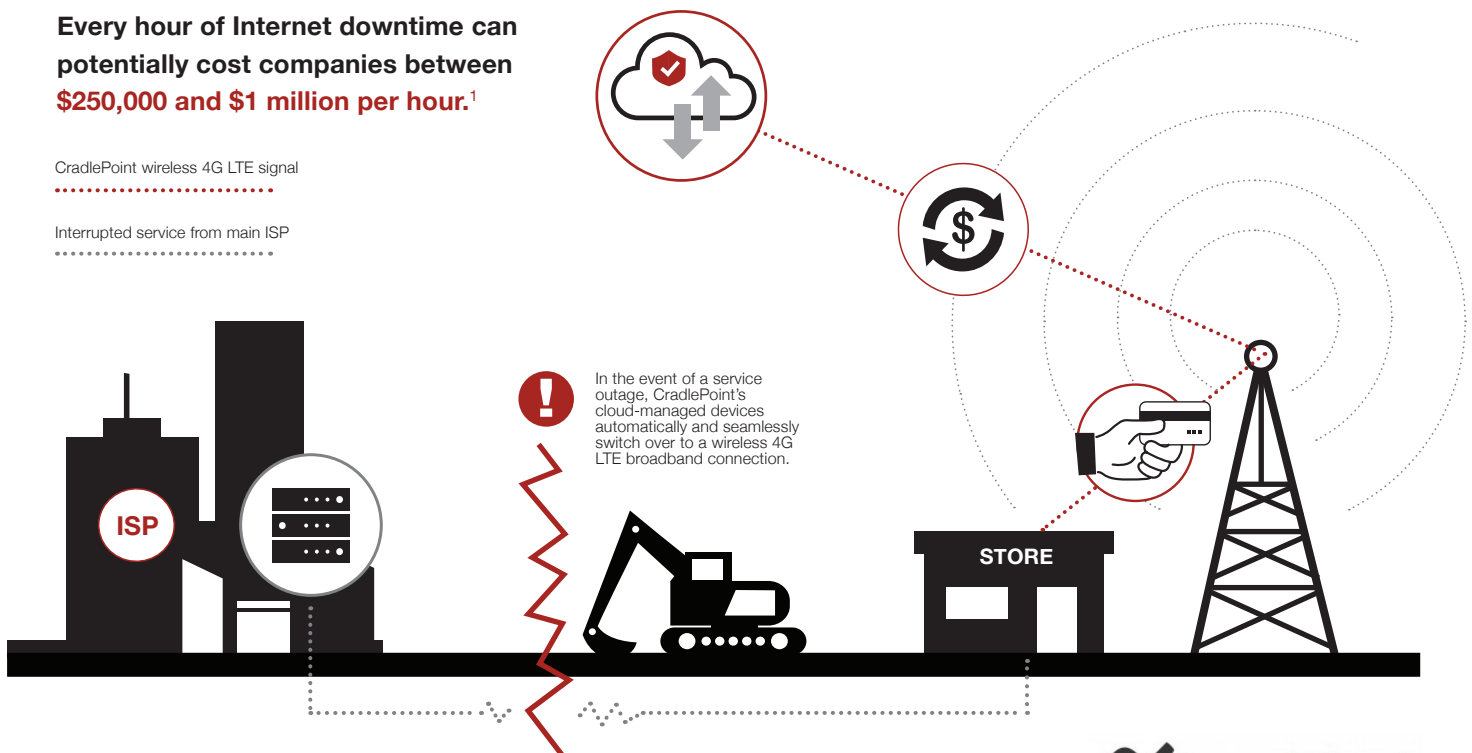 Every hour of Internet downtime can
potentially cost companies between
$250,000 and $1 million per hour.¹
CradlePoint wireless 4G LTE signal
Interrupted service from main ISP
$
In the event of a service
outage, CradlePoint's
cloud-managed devices
automatically and seamlessly
switch over to a wireless 4G
LTE broadband connection.
ISP
STORE